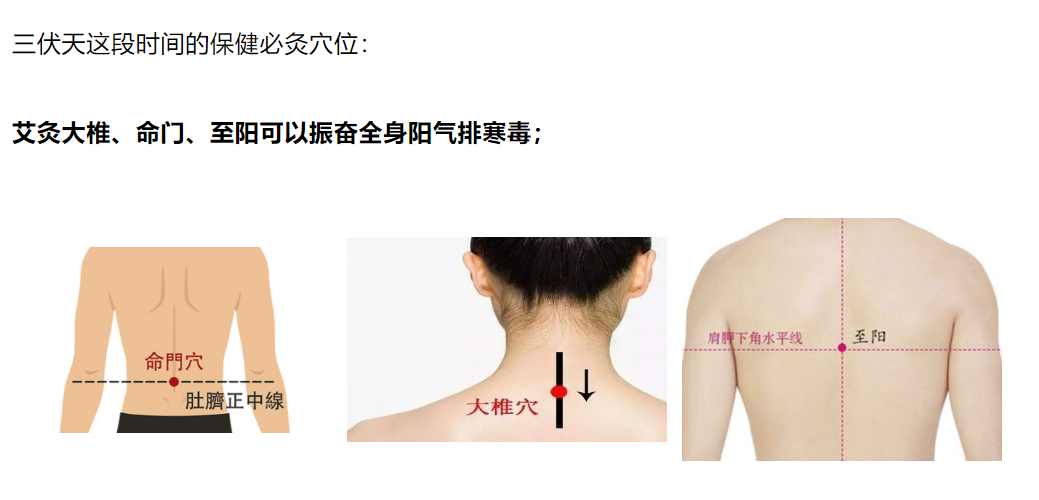 三伏天这段时间的保健必灸穴位：
艾灸大椎、命门、至阳可以振奋全身阳气排寒毒；
命門穴
肚臍正中線
大椎穴
肩胛下角水平线
至阳